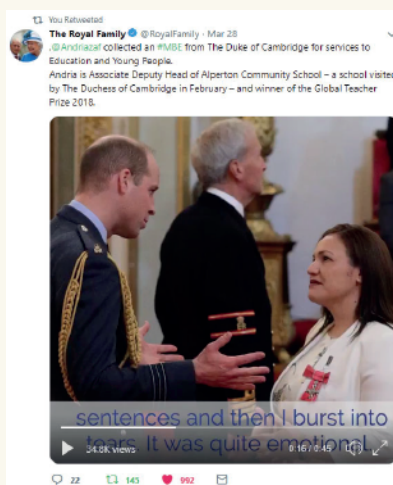 You Retweeted
The Royal Family @RoyalFamily · Mar 28
.@Andriazaf collected an #MBE from The Duke of Cambridge for services to
Education and Young People.
Andria is Associate Deputy Head of Alperton Community School – a school visited
by The Duchess of Cambridge in February – and winner of the Global Teacher
Prize 2018.
sentences and then I burst into
tears. It was quite emotional.
34.8K views
0:16 / 0:45
22
145
992